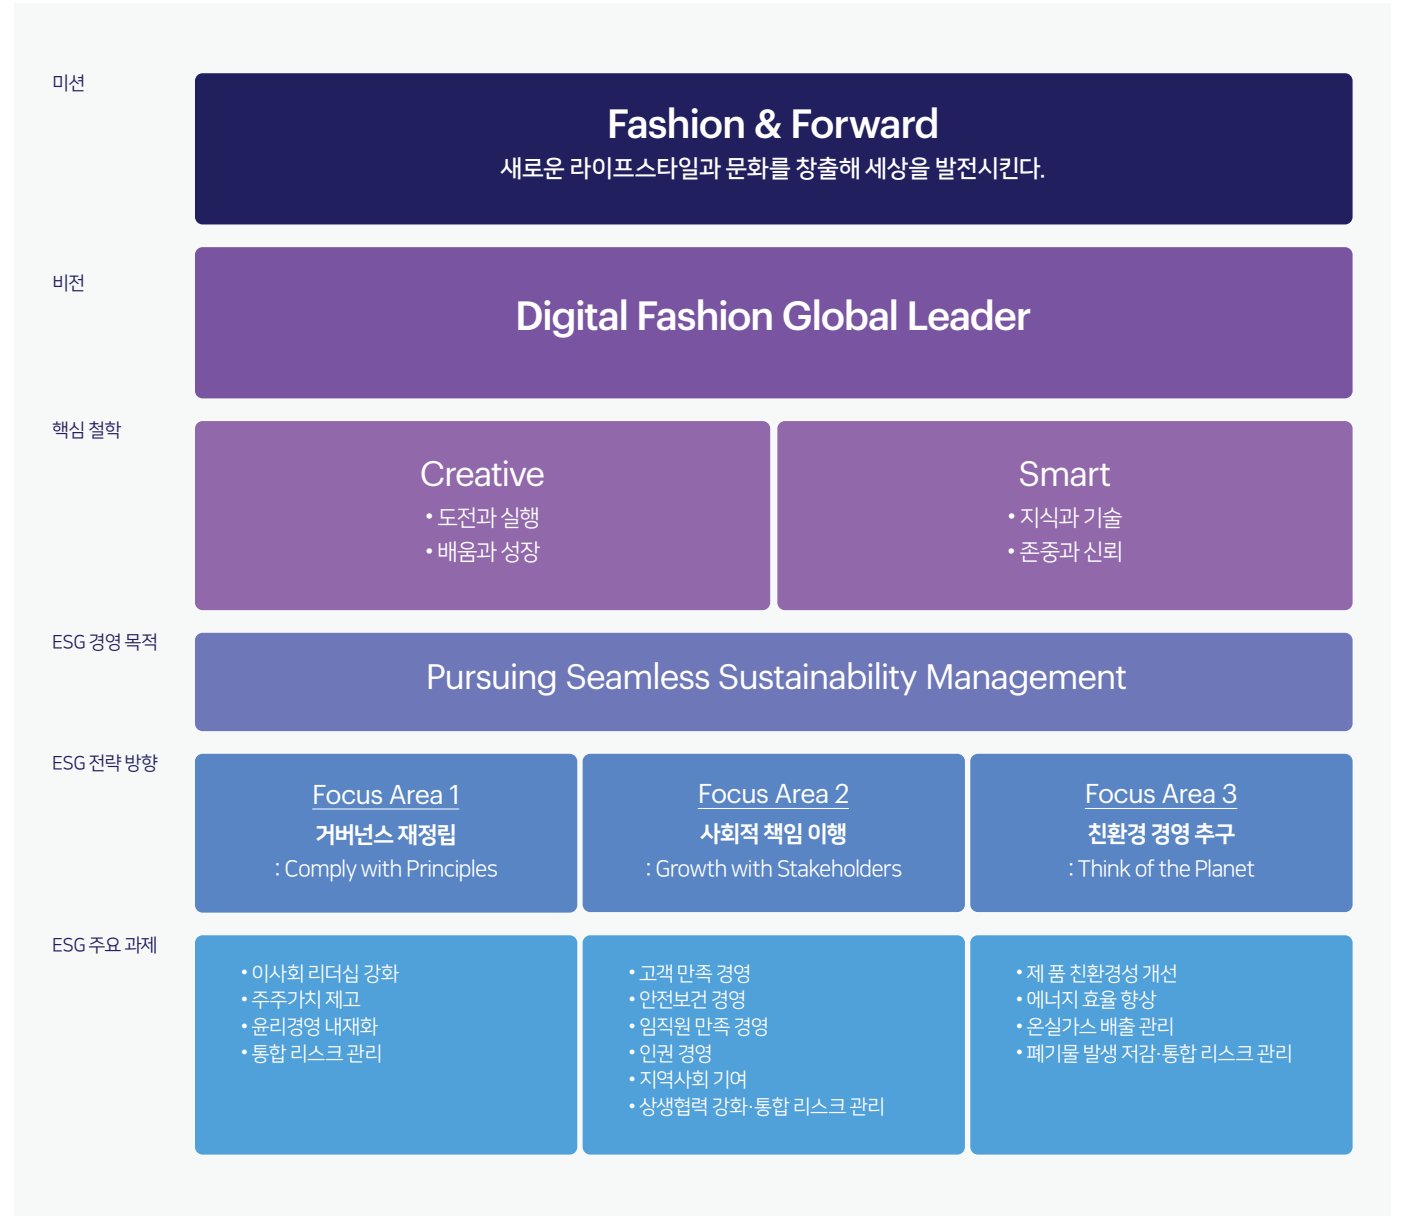 미션
Fashion & Forward
새로운 라이프스타일과 문화를 창출해 세상을 발전시킨다.
비전
Digital Fashion Global Leader
핵심 철학
Creative
• 도전과 실행
• 배움과 성장
Smart
• 지식과 기술
• 존중과 신뢰
ESG 경영 목적
Pursuing Seamless Sustainability Management
ESG 전략 방향
Focus Area 1
거버넌스 재정립
: Comply with Principles
Focus Area 2
사회적 책임 이행
: Growth with Stakeholders
Focus Area 3
친환경 경영 추구
: Think of the Planet
ESG 주요 과제
• 이사회 리더십 강화
• 주주가치 제고
• 윤리경영 내재화
• 통합 리스크 관리
• 고객 만족 경영
• 안전보건 경영
• 임직원 만족 경영
• 인권 경영
• 지역사회 기여
• 상생협력 강화·통합 리스크 관리
• 제 품 친환경성 개선
• 에너지 효율 향상
• 온실가스 배출 관리
• 폐기물 발생 저감·통합 리스크 관리